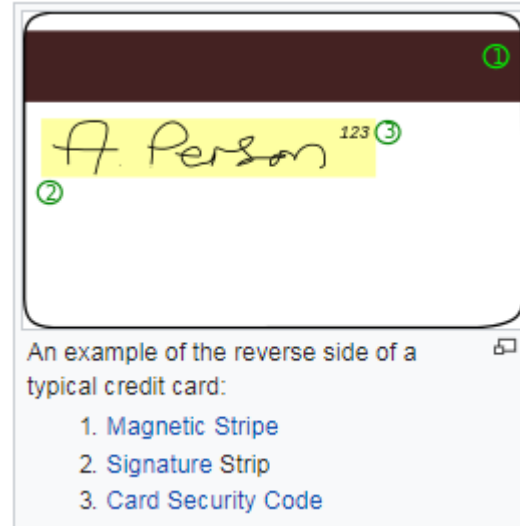 ①
A. Person 123 ③
②
An example of the reverse side of a
typical credit card:
1. Magnetic Stripe
2. Signature Strip
3. Card Security Code